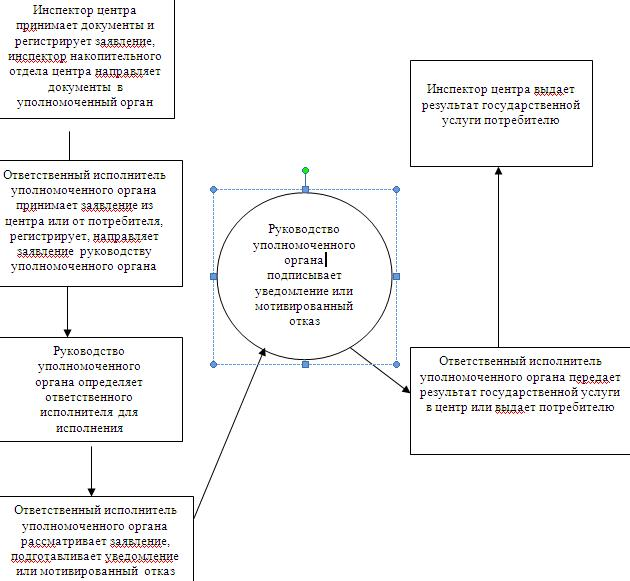 Инспектор центра
принимает документы и
регистрирует заявление,
инспектор накопительного
отдела центра направляет
документы в
уполномоченный орган
Ответственный исполнитель
уполномоченного органа
принимает заявление из
центра или от потребителя,
регистрирует, направляет
заявление руководству
уполномоченного органа
Руководство
уполномоченного
органа определяет
ответственного
исполнителя для
исполнения
Ответственный исполнитель
уполномоченного органа
рассматривает заявление,
подготавливает уведомление
или мотивированный отказ
Руководство
уполномоченного
органа
подписывает
уведомление или
мотивированный
отказ
Ответственный исполнитель
уполномоченного органа передает
результат государственной услуги
в центр или выдает потребителю
Инспектор центра выдает
результат государственной
услуги потребителю